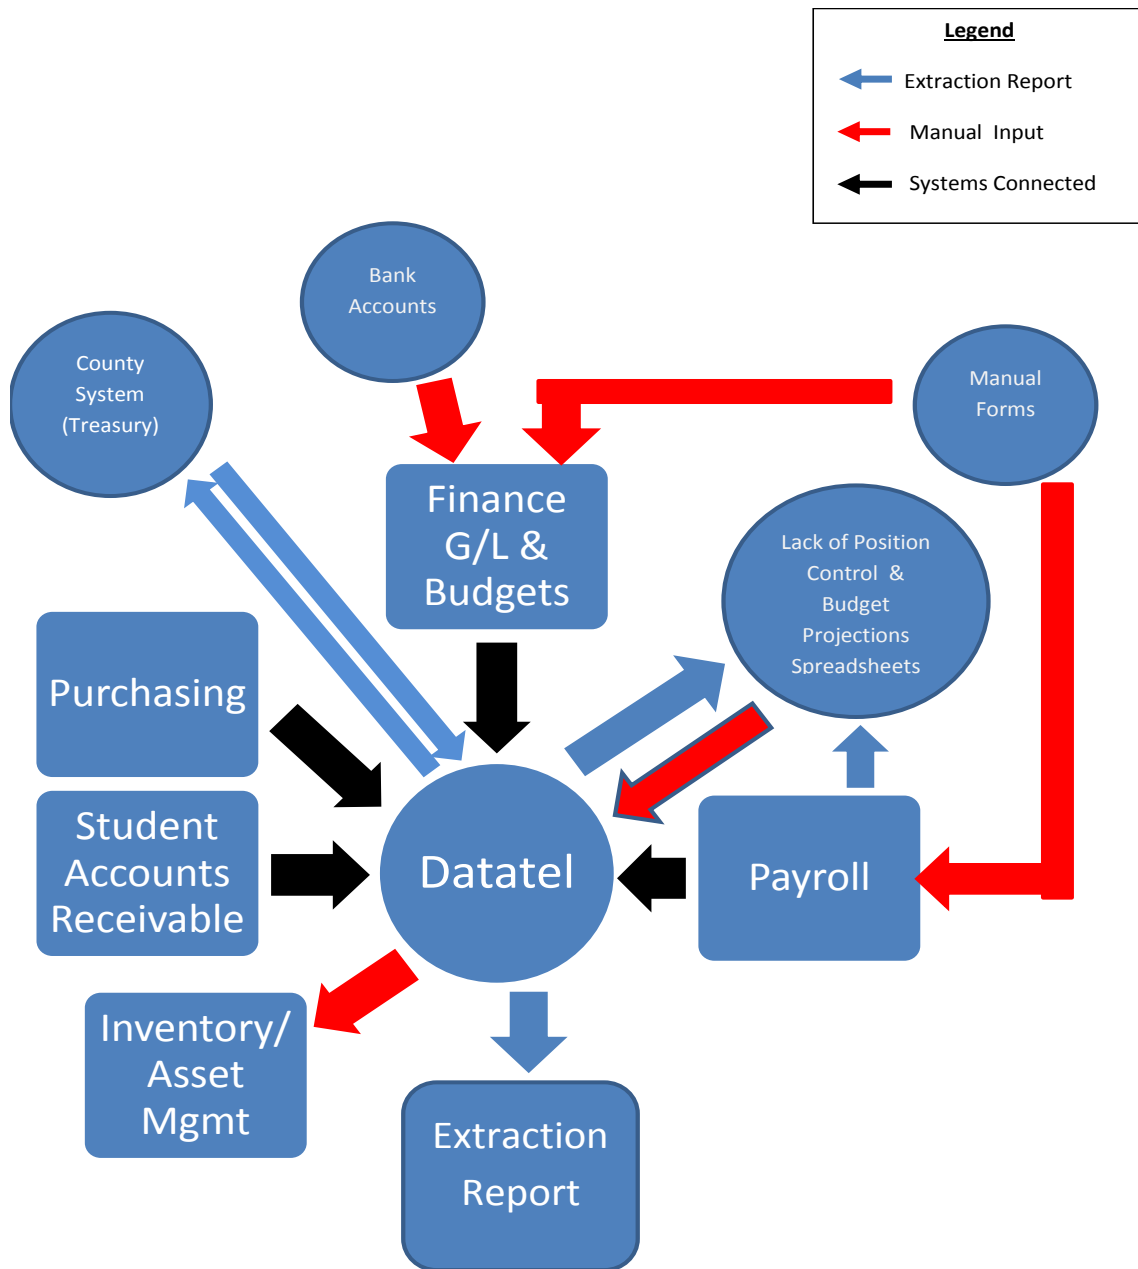 Legend
Extraction Report
Manual Input
Systems Connected
Bank
Accounts
County
System
(Treasury)
Manual
Forms
Finance
G/L &
Budgets
Lack of Position
Control &
Budget
Projections
Spreadsheets
Purchasing
Student
Accounts
Receivable
Datatel
Payroll
Inventory/
Asset
Mgmt
Extraction
Report